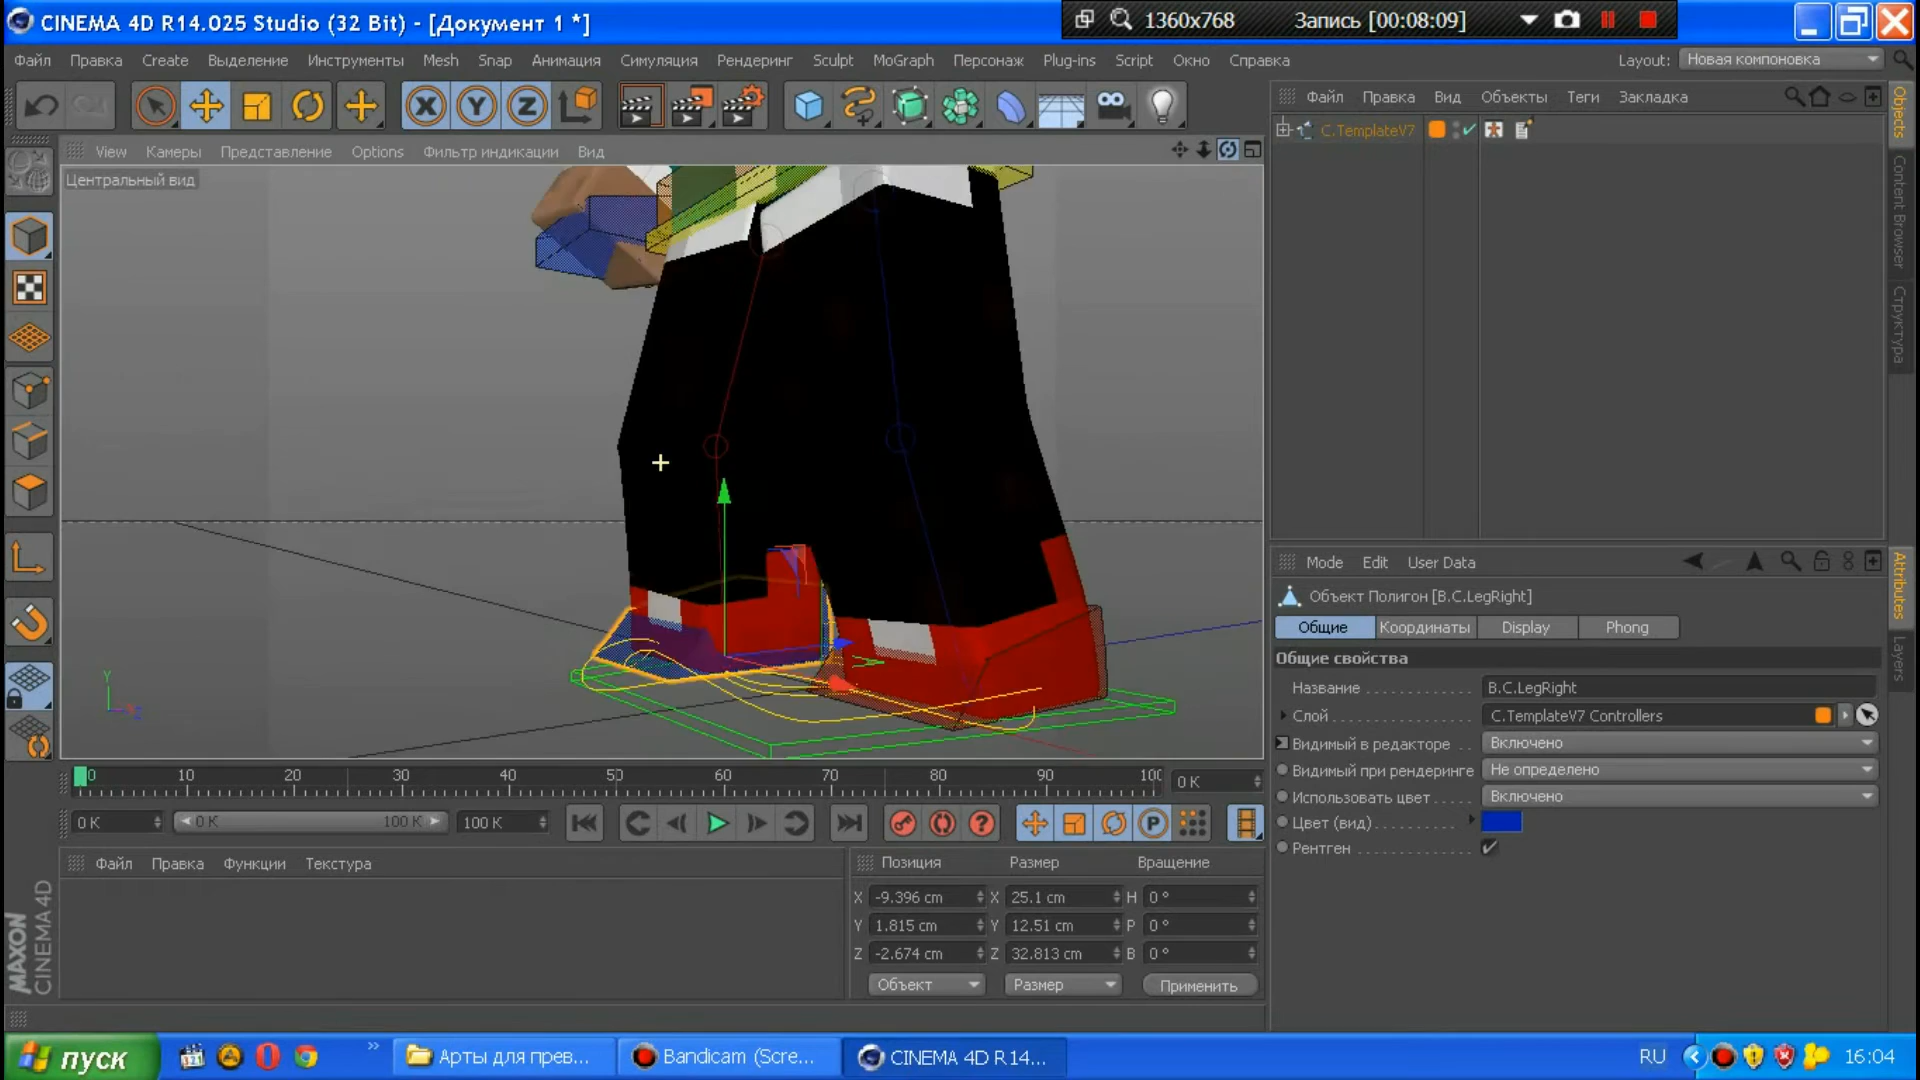 CINEMA 4D R14.025 Studio (32 Bit) - [Документ 1 *]
1360x768 Запись [00:08:09]
Файл Правка Create Выделение Инструменты Mesh Snap Анимация Симуляция Рендеринг Sculpt MoGraph Персонаж Plug-ins Script Окно Справка Layout: Новая компоновка
X Y Z
Файл Правка Вид Объекты Теги Закладка
C.TemplateV7
View Камеры Представление Options Фильтр индикации Вид
Центральный вид
Objects
Content Browser
Структура
Attributes
Layers
Mode Edit User Data
Объект Полигон [B.C.LegRight]
Общие Координаты Display Phong
Общие свойства
Название B.C.LegRight
Слой C.TemplateV7 Controllers
Видимый в редакторе Включено
Видимый при рендеринге Не определено
Использовать цвет Включено
Цвет (вид)
Рентген
Y
0 10 20 30 40 50 60 70 80 90 100 0 K
0 K 0 K 100 K 100 K
P
Файл Правка Функции Текстура
Позиция Размер Вращение
X -9.396 cm X 25.1 cm H 0 °
Y 1.815 cm Y 12.51 cm P 0 °
Z -2.674 cm Z 32.813 cm B 0 °
Объект Размер Применить
MAXON
CINEMA 4D
пуск Арты для прев... Bandicam (Scre... CINEMA 4D R14... RU 16:04